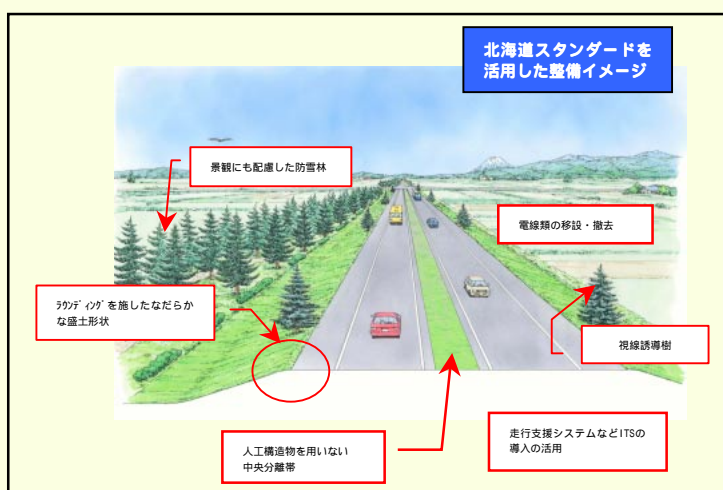 北海道スタンダードを
活用した整備イメージ
景観にも配慮した防雪林
電線類の移設・撤去
ﾗｳﾝﾃﾞｨﾝｸﾞを施したなだらか
な盛土形状
視線誘導樹
人工構造物を用いない
中央分離帯
走行支援システムなどITSの
導入の活用